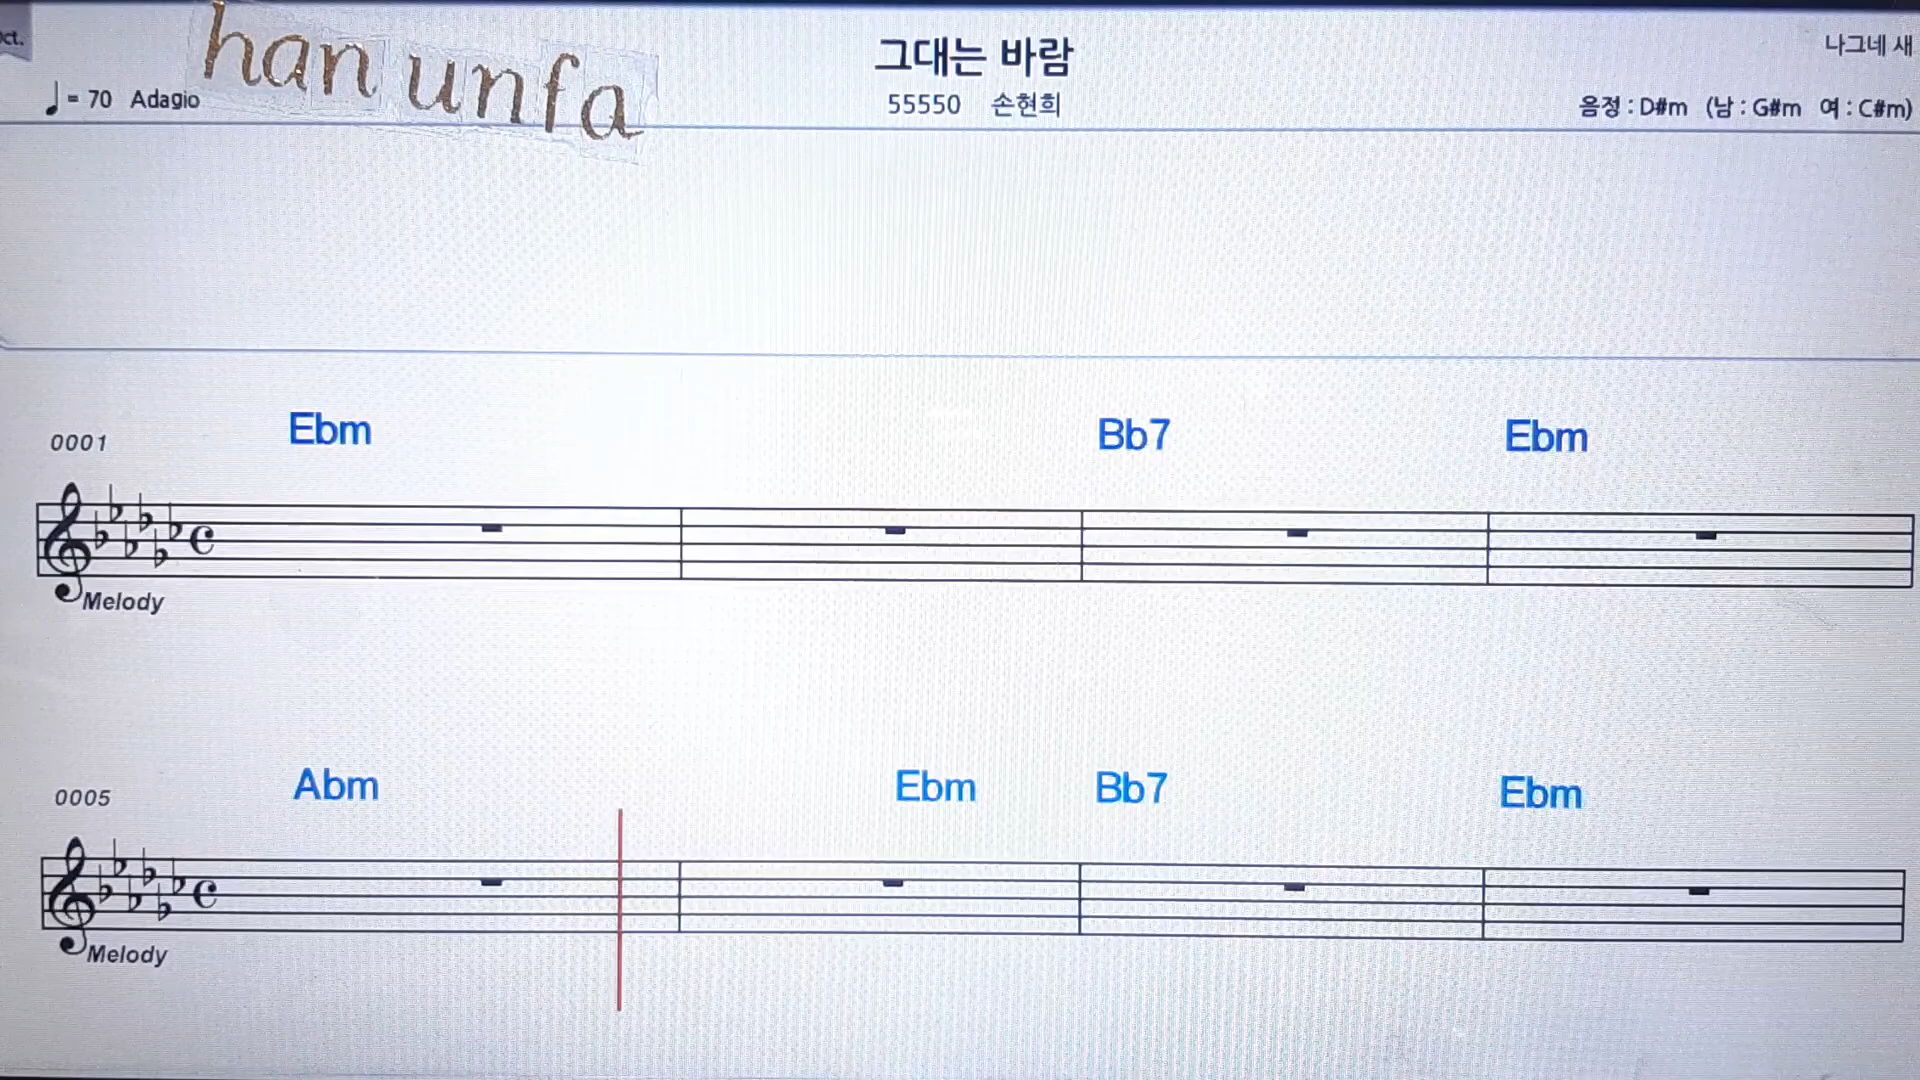 ct.
han unfa
그대는 바람
나그네 새
♩= 70 Adagio
55550 손현희
음정 : D#m (남 : G#m 여 : C#m)
Ebm Bb7 Ebm
0001
Melody
Abm Ebm Bb7 Ebm
0005
Melody